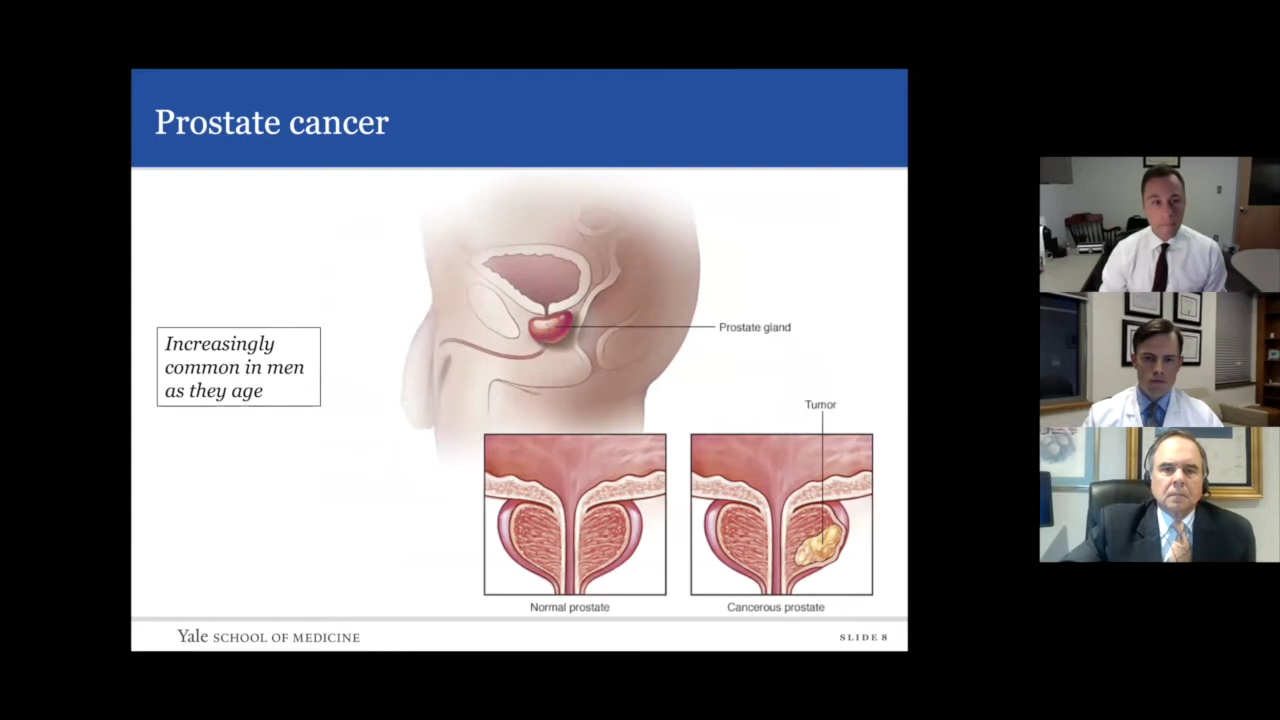 Prostate cancer
Increasingly
common in men
as they age
Prostate gland
Tumor
Normal prostate
Cancerous prostate
Yale SCHOOL OF MEDICINE
SLIDE 8